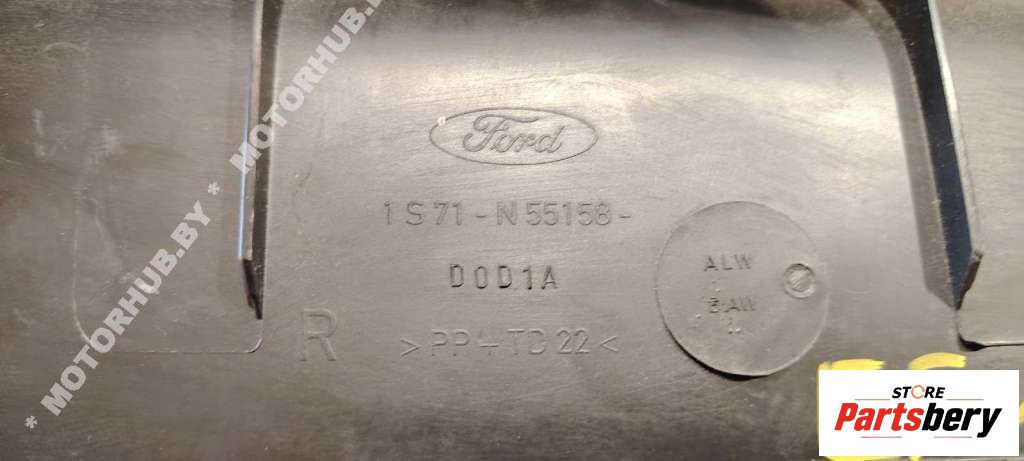 * MOTORHUB.BY * MOTORHUB.BY
Ford
1S71-N55158-
D0D1A
R
>PP-TD22<
ALW
BAW
STORE
Partsbery